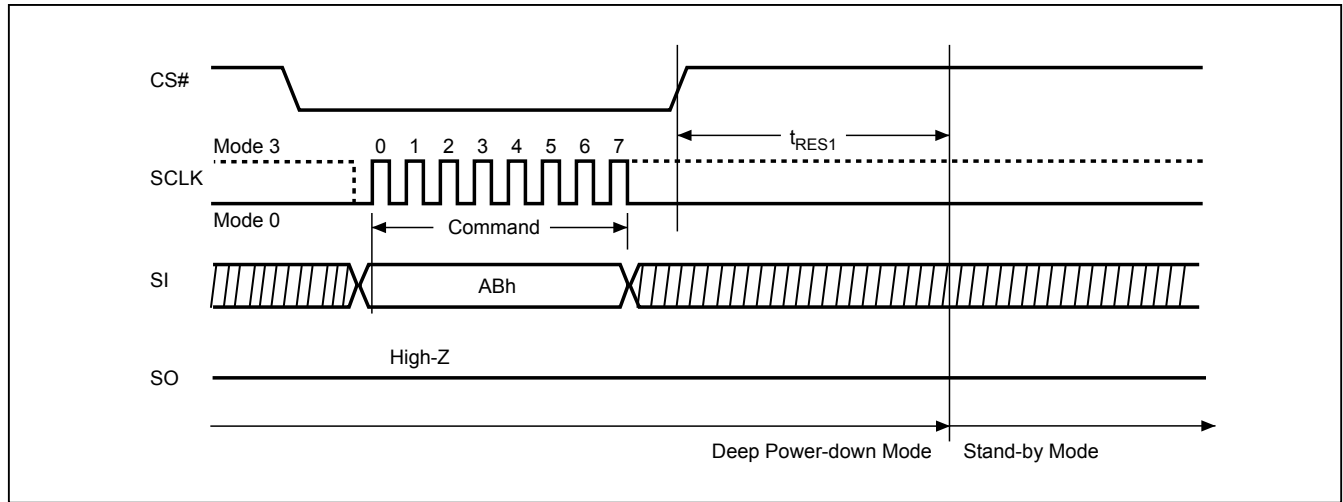 CS#
Mode 3
0 1 2 3 4 5 6 7
tRES1
SCLK
Mode 0
Command
SI
ABh
High-Z
SO
Deep Power-down Mode
Stand-by Mode